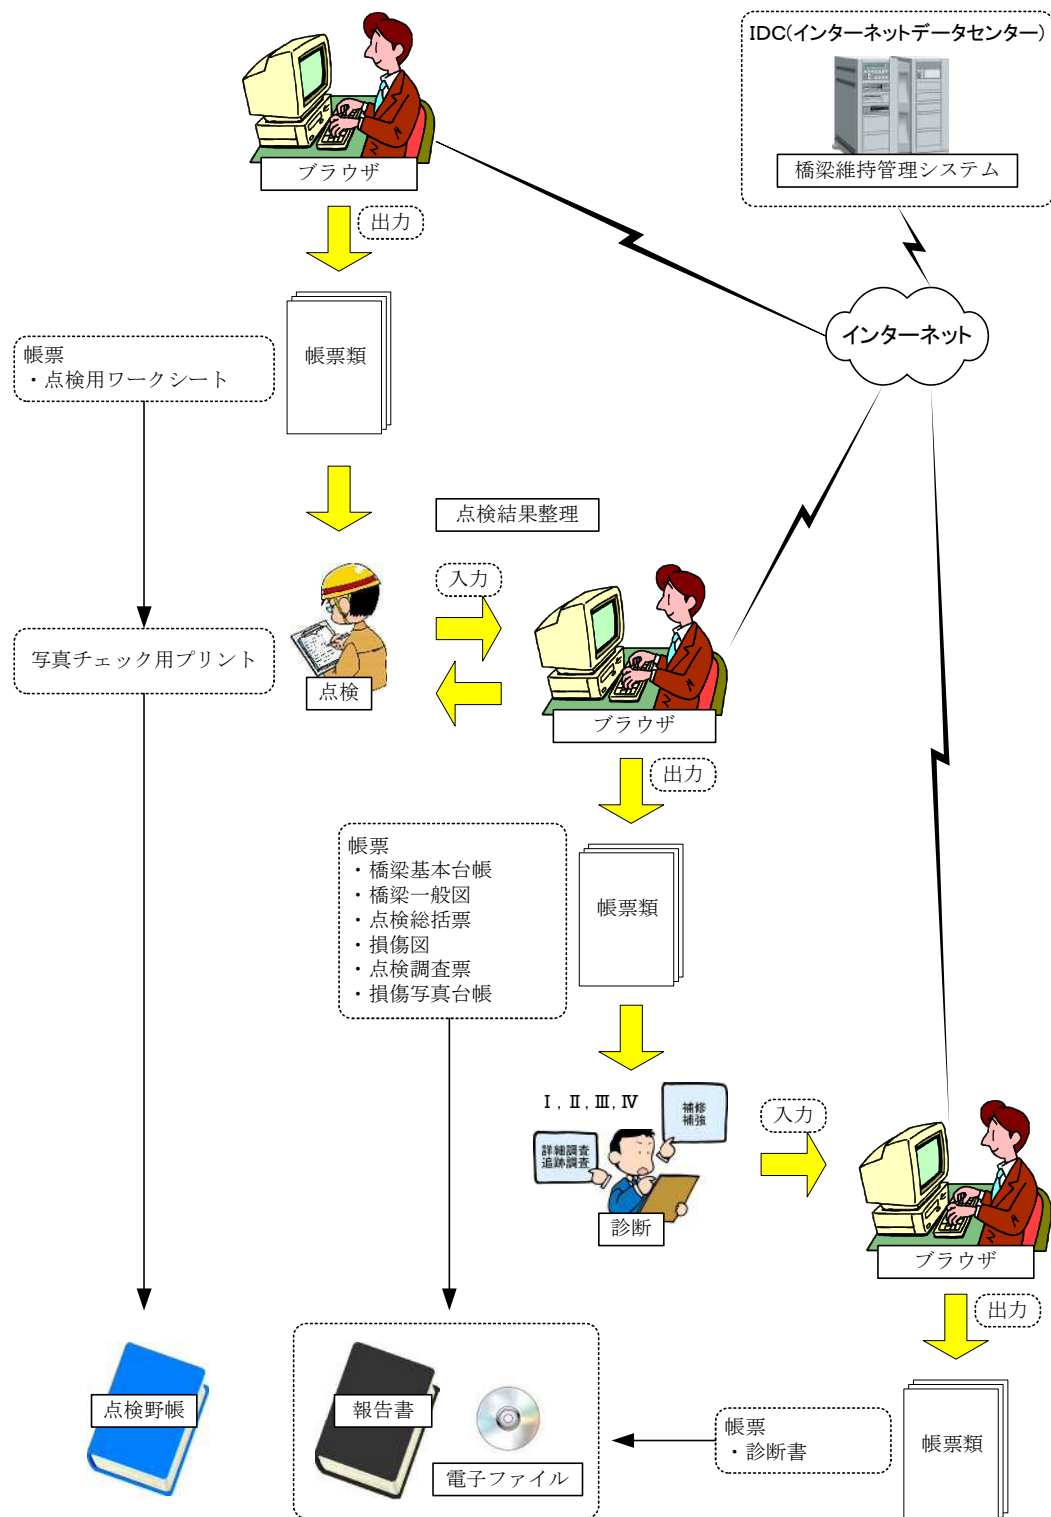 IDC(インターネットデータセンター)
橋梁維持管理システム
ブラウザ
出力
インターネット
帳票類
帳票
・点検用ワークシート
点検結果整理
入力
写真チェック用プリント
点検
ブラウザ
出力
帳票
・橋梁基本台帳
・橋梁一般図
・点検総括票
・損傷図
・点検調査票
・損傷写真台帳
帳票類
Ⅰ, Ⅱ, Ⅲ, Ⅳ
補修
補強
詳細調査
追跡調査
診断
入力
ブラウザ
出力
点検野帳
報告書
電子ファイル
帳票
・診断書
帳票類